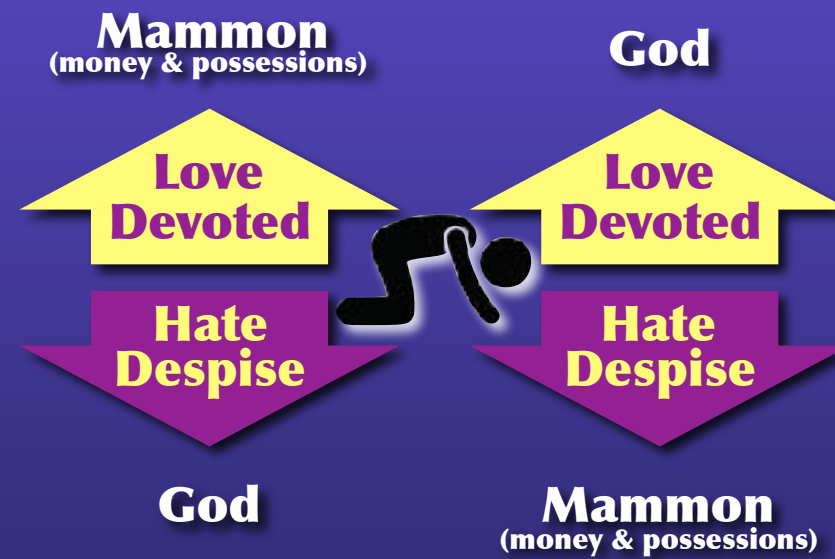 Mammon
(money & possessions)
Love
Devoted
Hate
Despise
God
God
Love
Devoted
Hate
Despise
Mammon
(money & possessions)